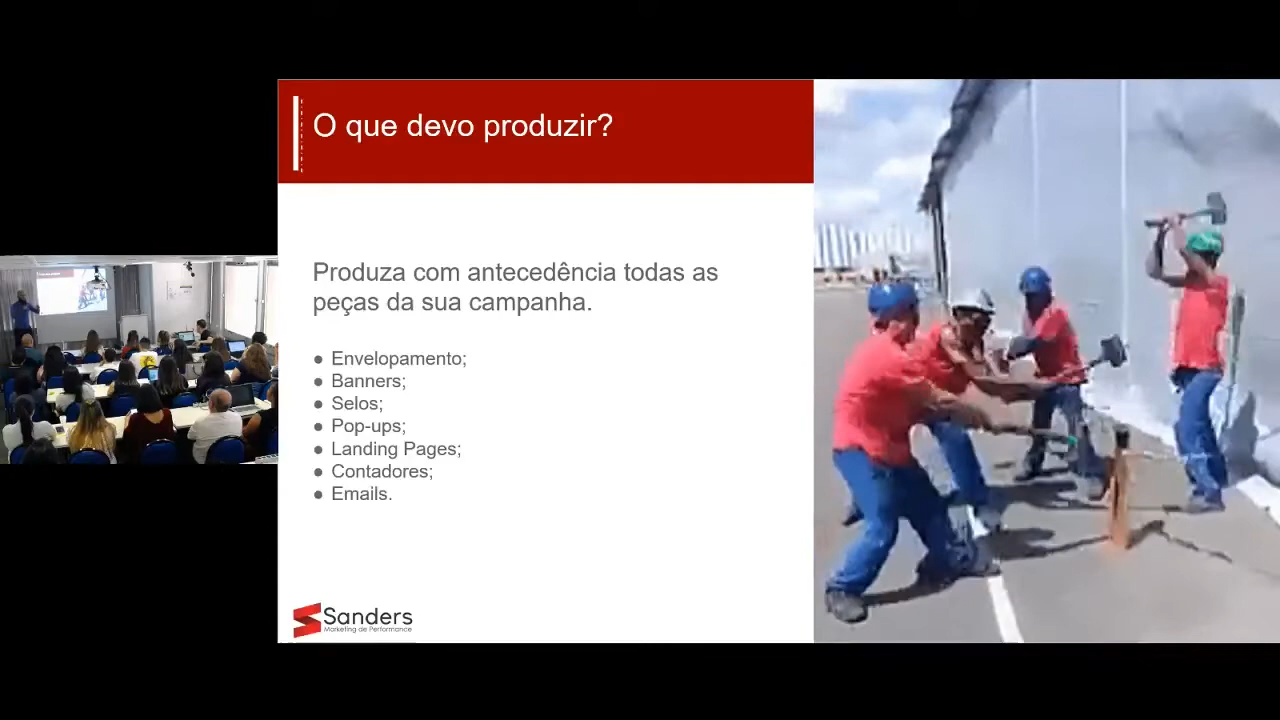 O que devo produzir?
Produza com antecedência todas as
peças da sua campanha.
● Envelopamento;
● Banners;
● Selos;
● Pop-ups;
● Landing Pages;
● Contadores;
● Emails.
Sanders
Marketing de Performance